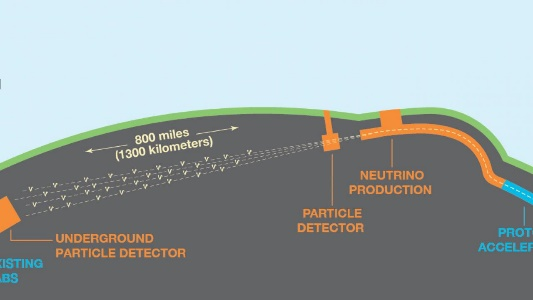 800 miles
(1300 kilometers)
NEUTRINO
PRODUCTION
PARTICLE
DETECTOR
UNDERGROUND
PARTICLE DETECTOR